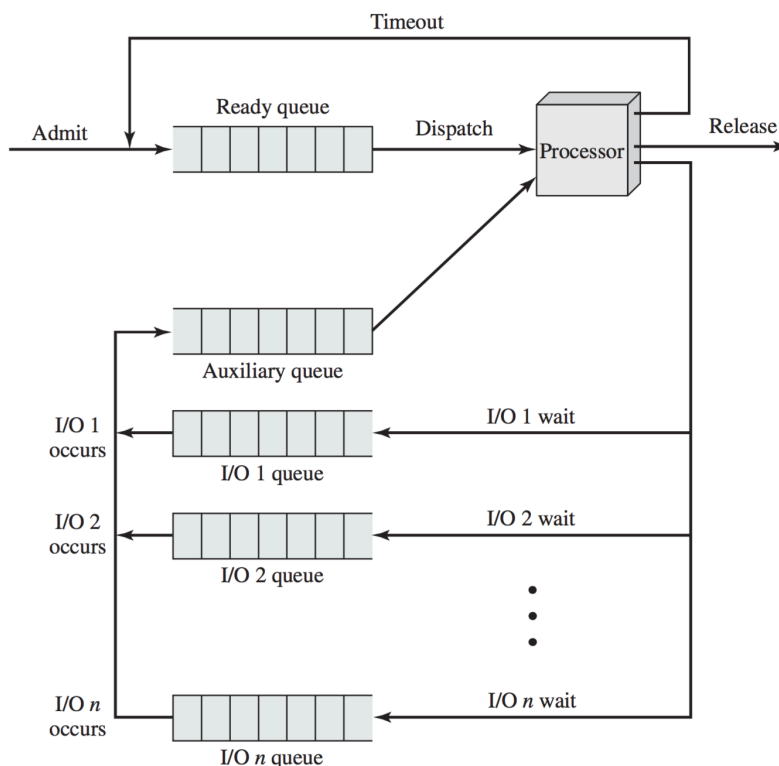 Timeout
Ready queue
Admit
Dispatch
Release
Processor
Auxiliary queue
I/O 1
occurs
I/O 1 wait
I/O 1 queue
I/O 2
occurs
I/O 2 wait
I/O 2 queue
I/O n
occurs
I/O n wait
I/O n queue